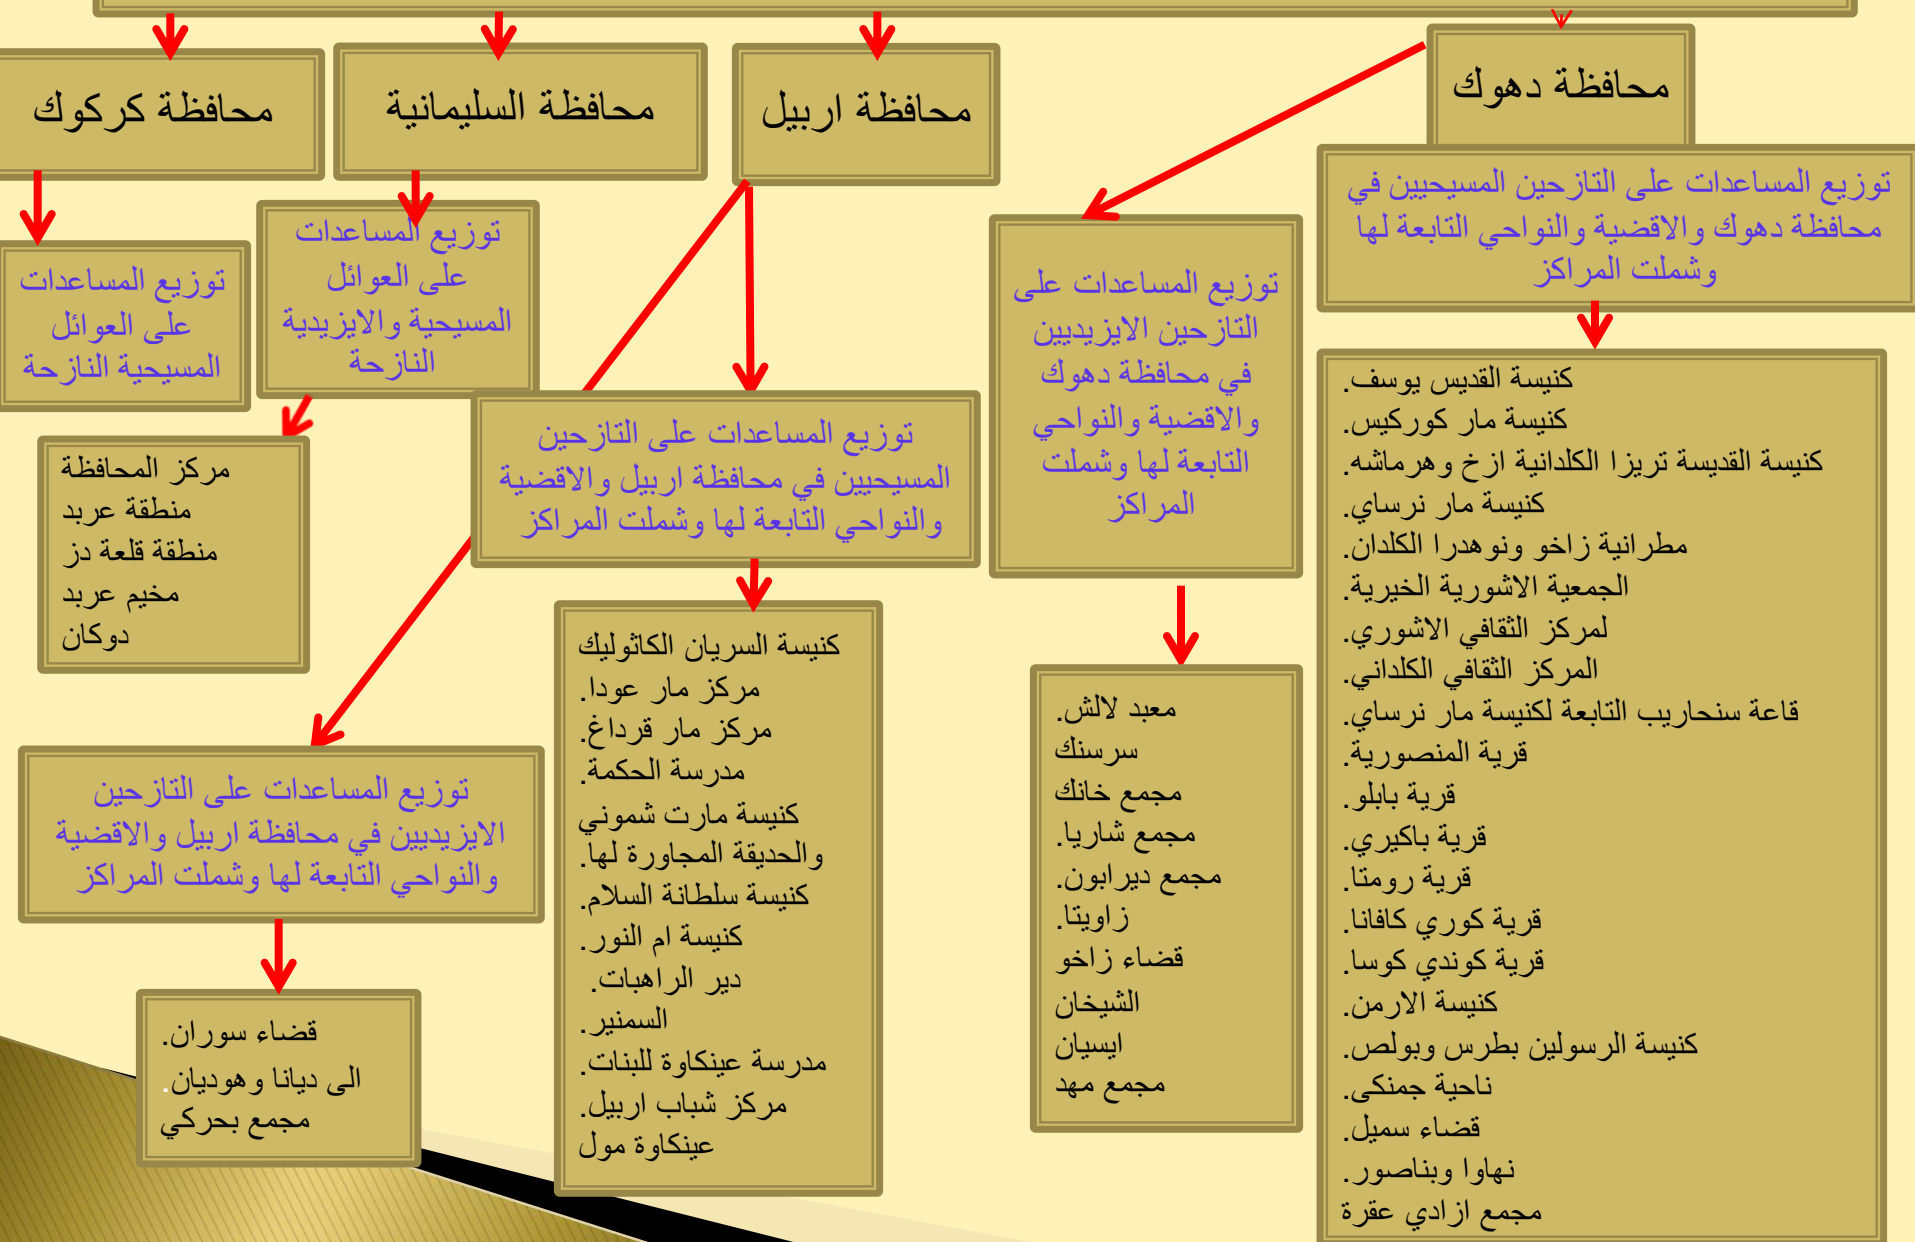 محافظة دهوك
توزيع المساعدات على التازحين المسيحيين في
محافظة دهوك والاقضية والنواحي التابعة لها
وشملت المراكز
كنيسة القديس يوسف.
كنيسة مار كوركيس.
كنيسة القديسة تريزا الكلدانية ازخ وهرماشه.
كنيسة مار نرساي.
مطرانية زاخو ونوهدرا الكلدان.
الجمعية الاشورية الخيرية.
لمركز الثقافي الاشوري.
المركز الثقافي الكلداني.
قاعة سنحاريب التابعة لكنيسة مار نرساي.
قرية المنصورية.
قرية بابلو.
قرية باكيري.
قرية رومتا.
قرية كوري كافانا.
قرية كوندي كوسا.
كنيسة الارمن.
كنيسة الرسولين بطرس وبولص.
ناحية جمنكى.
قضاء سميل.
نهاوا وبناصور.
مجمع ازادي عقرة
توزيع المساعدات على
التازحين الايزيديين
في محافظة دهوك
والاقضية والنواحي
التابعة لها وشملت
المراكز
معبد لالش.
سرسنك
مجمع خانك
مجمع شاريا.
مجمع ديرابون.
زاويتا.
قضاء زاخو
الشيخان
ايسيان
مجمع مهد
محافظة اربيل
توزيع المساعدات على التازحين
المسيحيين في محافظة اربيل والاقضية
والنواحي التابعة لها وشملت المراكز
كنيسة السريان الكاثوليك
مركز مار عودا.
مركز مار قرداغ.
مدرسة الحكمة.
كنيسة مارت شموني
والحديقة المجاورة لها.
كنيسة سلطانة السلام.
كنيسة ام النور.
دير الراهبات.
السمنير.
مدرسة عينكاوة للبنات.
مركز شباب اربيل.
عينكاوة مول
توزيع المساعدات على التازحين
الايزيديين في محافظة اربيل والاقضية
والنواحي التابعة لها وشملت المراكز
قضاء سوران.
الى ديانا وهوديان.
مجمع بحركي
محافظة السليمانية
توزيع المساعدات
على العوائل
المسيحية والايزيدية
النازحة
مركز المحافظة
منطقة عربد
منطقة قلعة دز
مخيم عربد
دوكان
محافظة كركوك
توزيع المساعدات
على العوائل
المسيحية النازحة